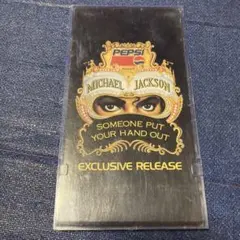 PEPSI
MICHAEL JACKSON
SOMEONE PUT
YOUR HAND OUT
EXCLUSIVE RELEASE